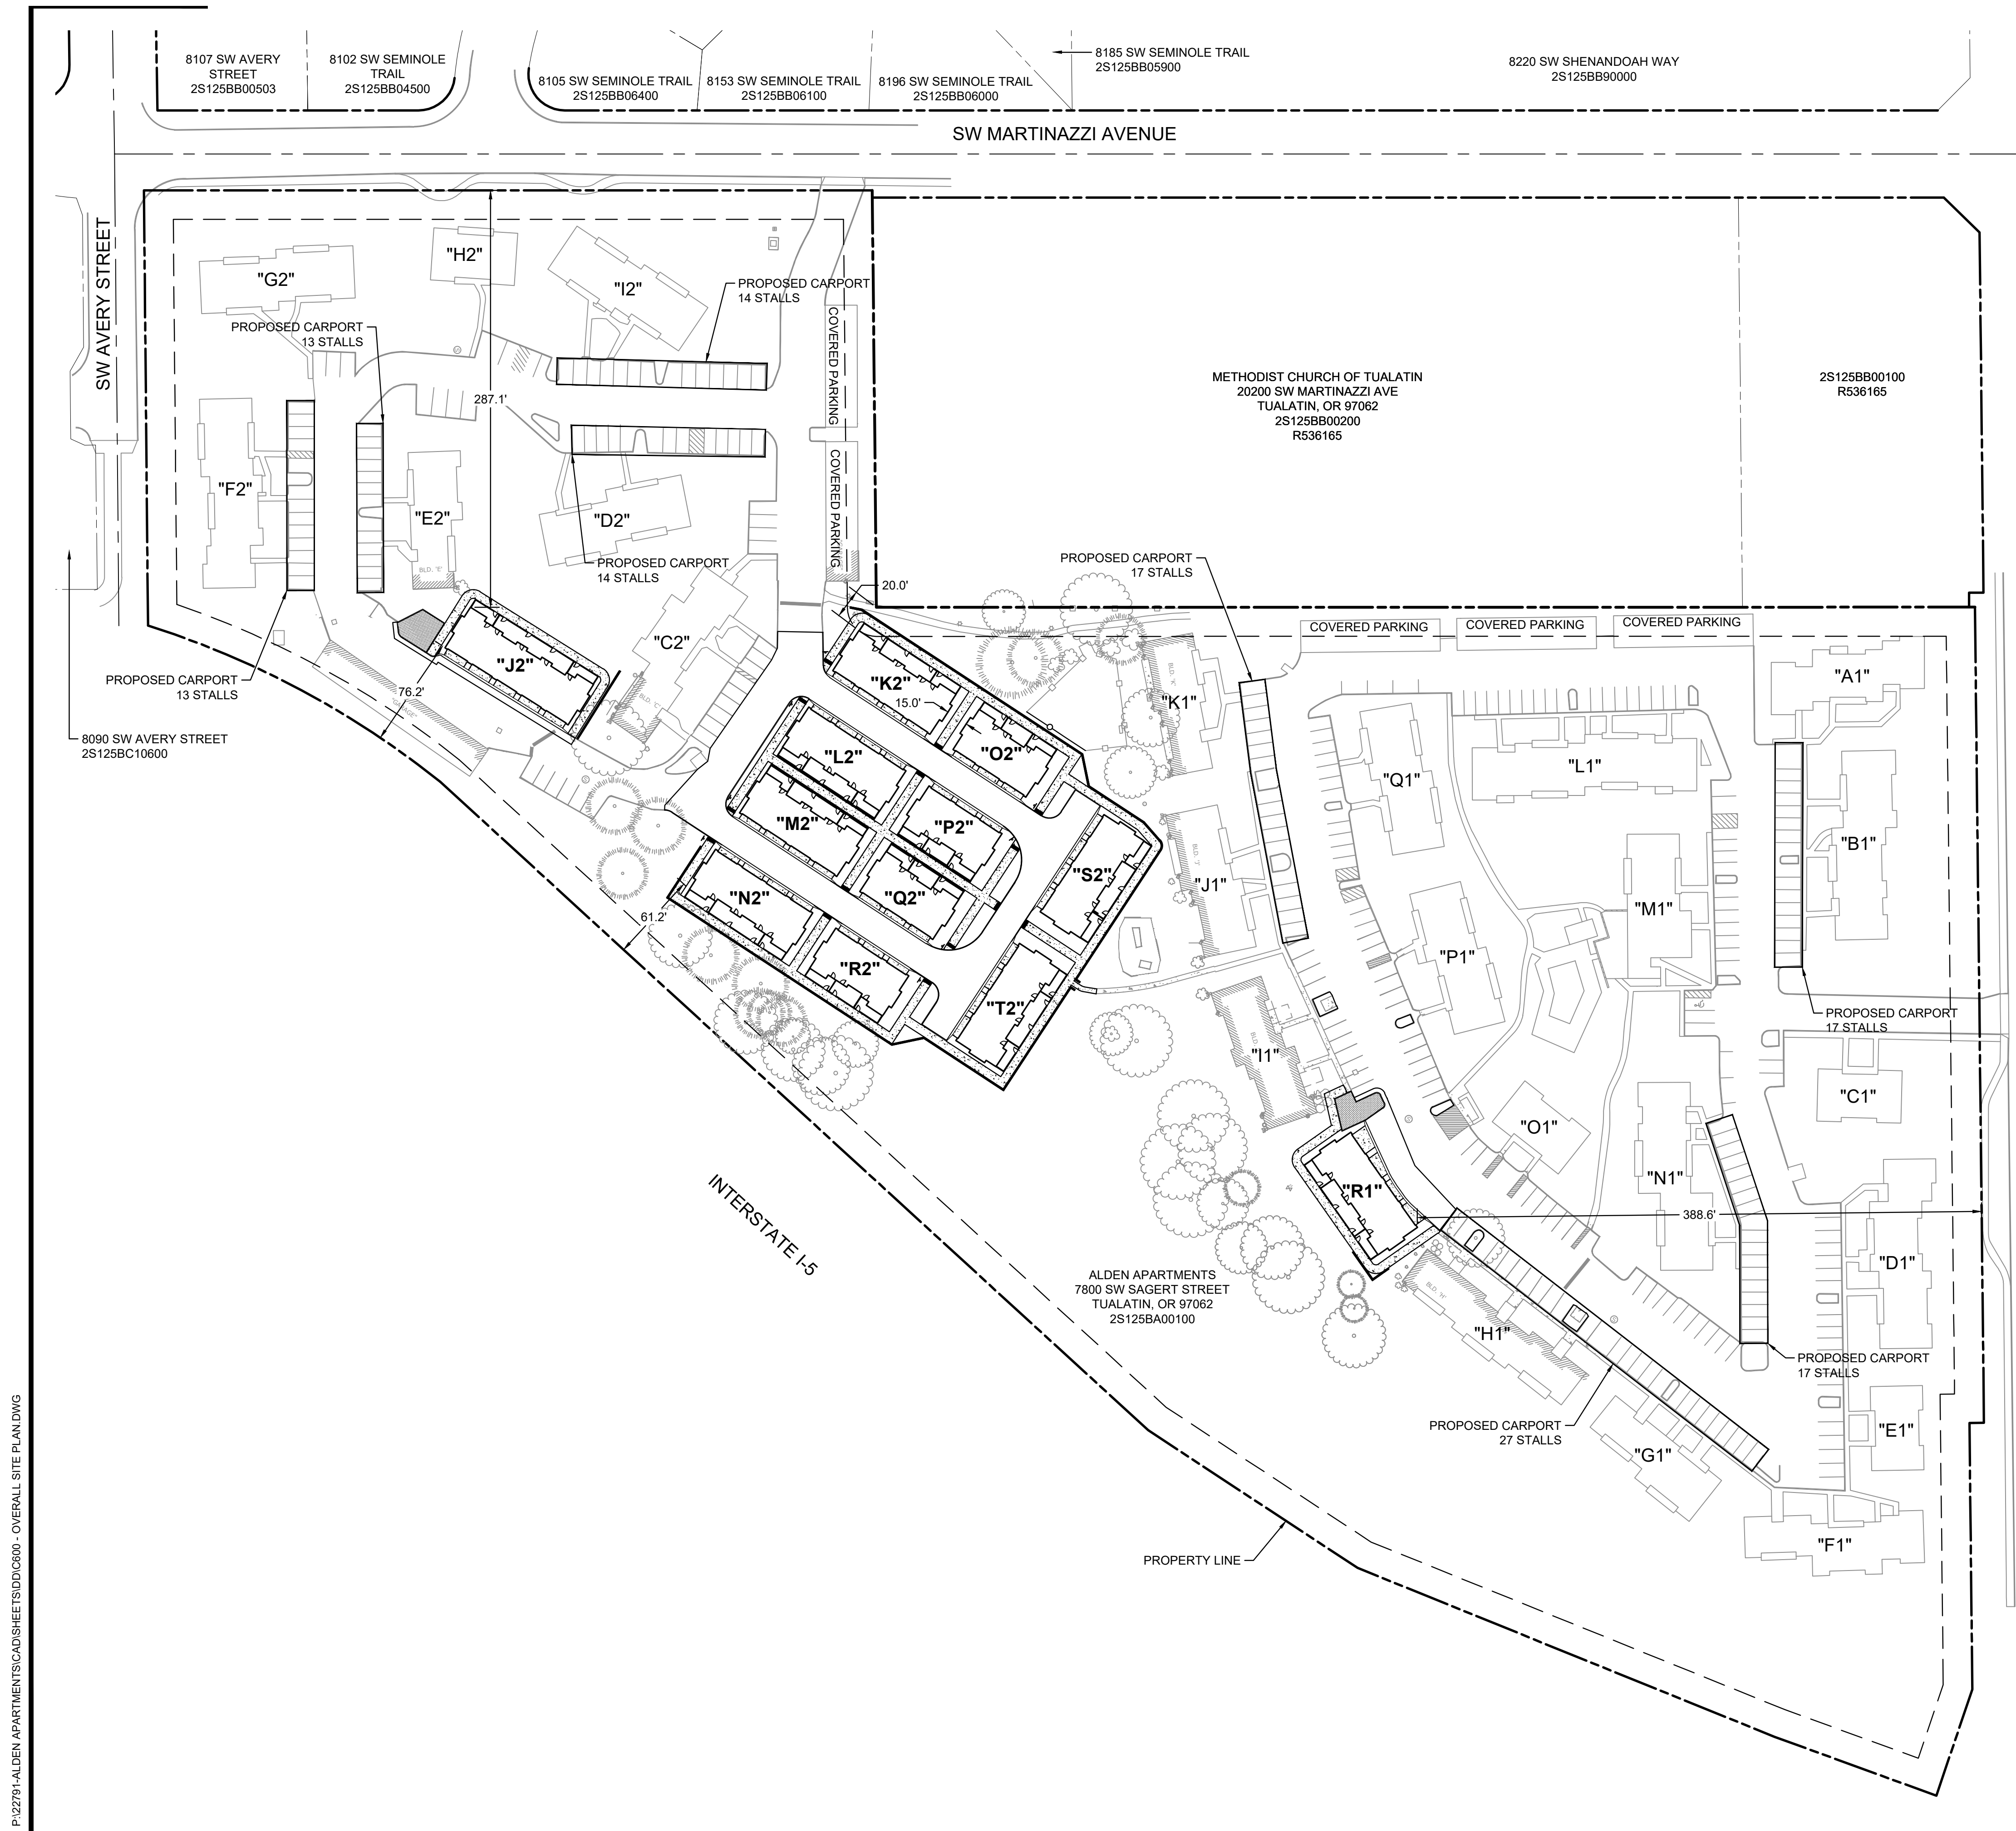 8107 SW AVERY
STREET
2S125BB00503
8102 SW SEMINOLE
TRAIL
2S125BB04500
8105 SW SEMINOLE TRAIL
2S125BB06400
8153 SW SEMINOLE TRAIL
2S125BB06100
8196 SW SEMINOLE TRAIL
2S125BB06000
8185 SW SEMINOLE TRAIL
2S125BB05900
8220 SW SHENANDOAH WAY
2S125BB90000
SW MARTINAZZI AVENUE
SW AVERY STREET
"G2"
"H2"
"I2"
PROPOSED CARPORT
14 STALLS
PROPOSED CARPORT
13 STALLS
COVERED PARKING
287.1'
METHODIST CHURCH OF TUALATIN
20200 SW MARTINAZZI AVE
TUALATIN, OR 97062
2S125BB00200
R536165
2S125BB00100
R536165
"F2"
"E2"
BLD. 'E'
"D2"
COVERED PARKING
PROPOSED CARPORT
14 STALLS
PROPOSED CARPORT
17 STALLS
20.0'
"C2"
BLD. 'C'
"J2"
76.2'
"GARAGE"
PROPOSED CARPORT
13 STALLS
8090 SW AVERY STREET
2S125BC10600
"K2"
15.0'
"O2"
"L2"
"M2"
"P2"
"Q2"
"N2"
"R2"
"S2"
"T2"
61.2'
COVERED PARKING
COVERED PARKING
COVERED PARKING
BLD. 'K'
"K1"
"A1"
"Q1"
"L1"
BLD. 'J'
"J1"
"B1"
"M1"
"P1"
PROPOSED CARPORT
17 STALLS
BLD.
"I1"
"C1"
"O1"
"N1"
"R1"
388.6'
INTERSTATE I-5
ALDEN APARTMENTS
7800 SW SAGERT STREET
TUALATIN, OR 97062
2S125BA00100
"D1"
BLD. 'H'
"H1"
PROPOSED CARPORT
17 STALLS
PROPOSED CARPORT
27 STALLS
"E1"
"G1"
"F1"
PROPERTY LINE
P:\22791-ALDEN APARTMENTS\CAD\SHEETS\DD\C600 - OVERALL SITE PLAN.DWG